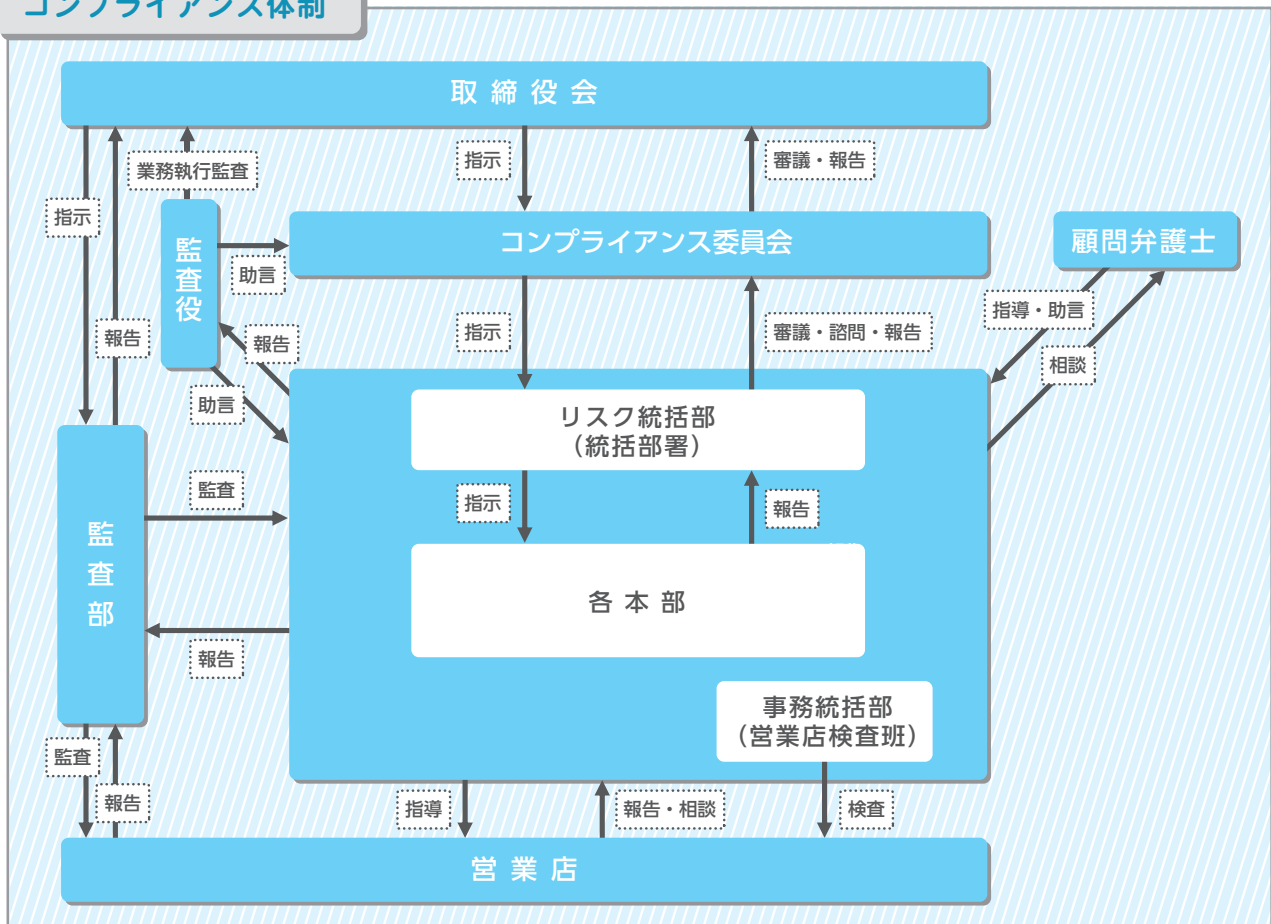 コンプライアンス体制
取締役会
業務執行監査
指示
審議・報告
指示
監査役
コンプライアンス委員会
顧問弁護士
助言
指導・助言
報告
報告
指示
審議・諮問・報告
相談
助言
リスク統括部
（統括部署）
監査
指示
報告
監査部
各本部
報告
事務統括部
（営業店検査班）
監査
報告
指導
報告・相談
検査
営業店